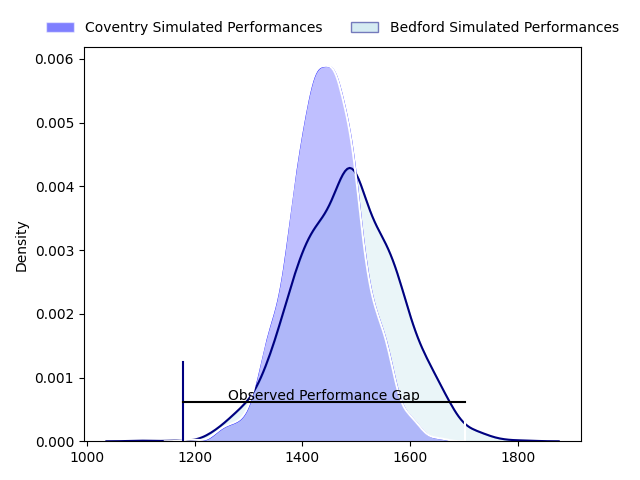 Coventry Simulated Performances Bedford Simulated Performances
0.006
0.005
0.004
Density
0.003
0.002
0.001
Observed Performance Gap
0.000
1000 1200 1400 1600 1800